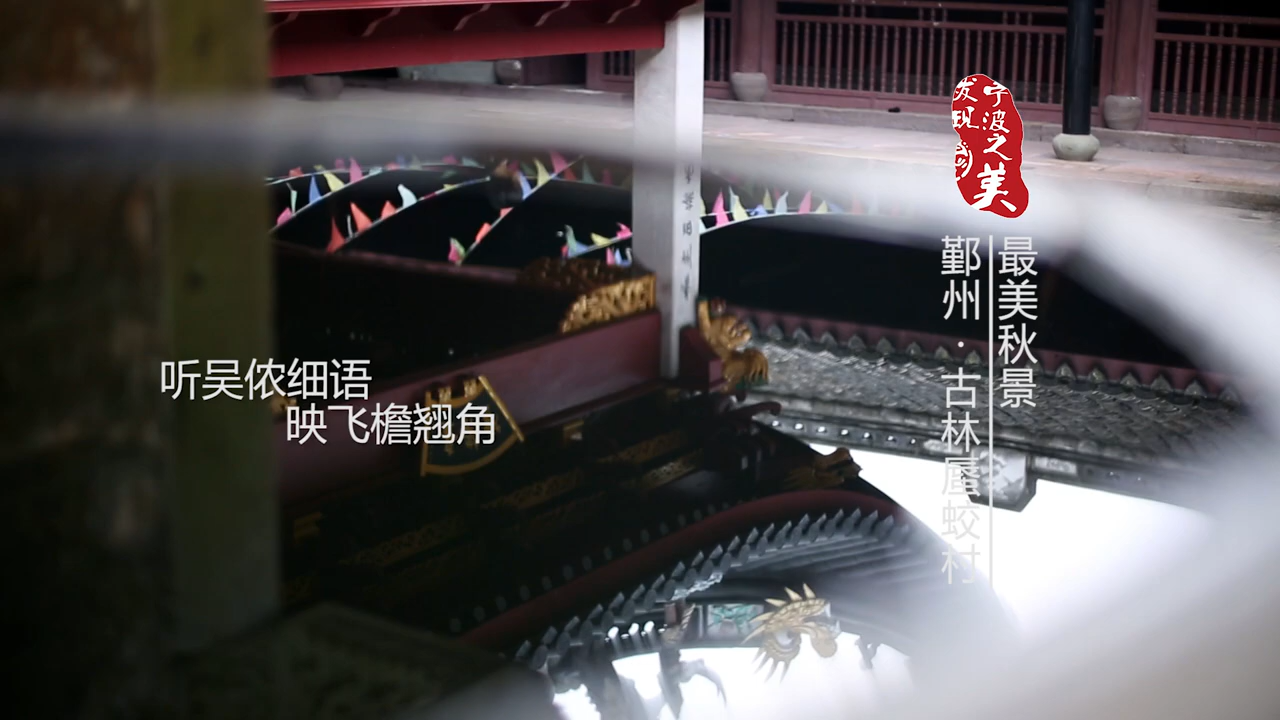 宁波之美
发现
最美秋景
鄞州·古林蜃蛟村
听吴侬细语
映飞檐翘角